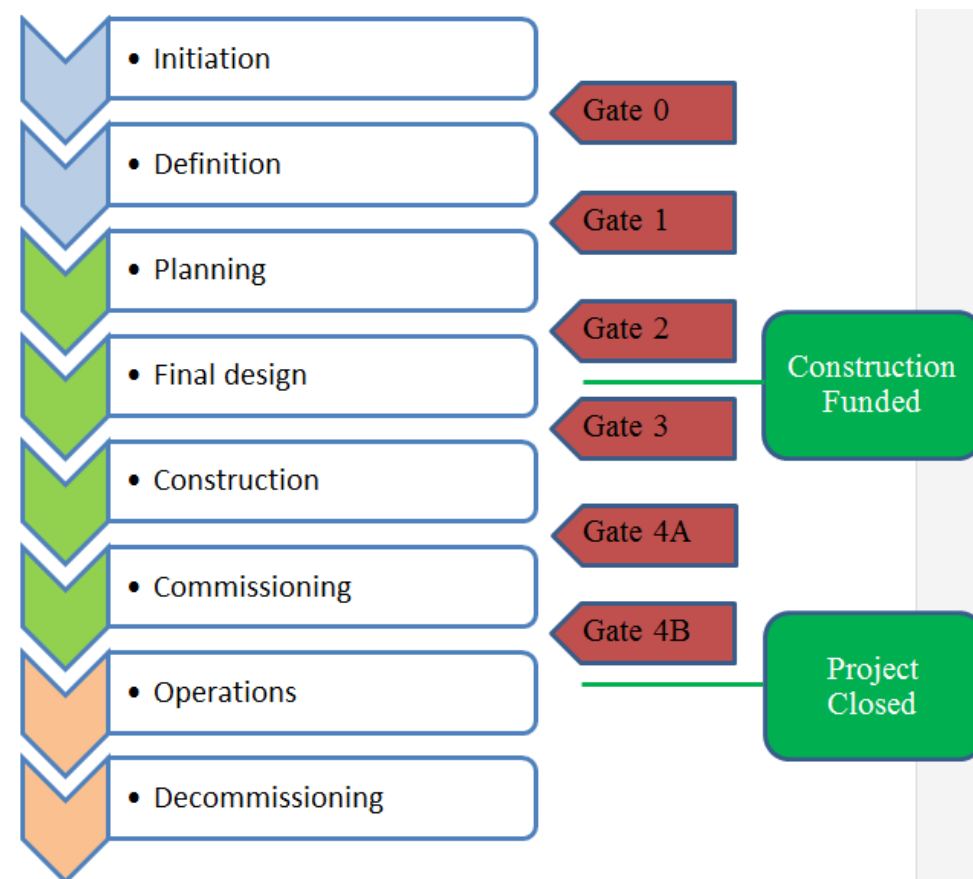 • Initiation
Gate 0
• Definition
Gate 1
• Planning
Gate 2
Construction
Funded
• Final design
Gate 3
• Construction
Gate 4A
• Commissioning
Gate 4B
• Operations
Project
Closed
• Decommissioning